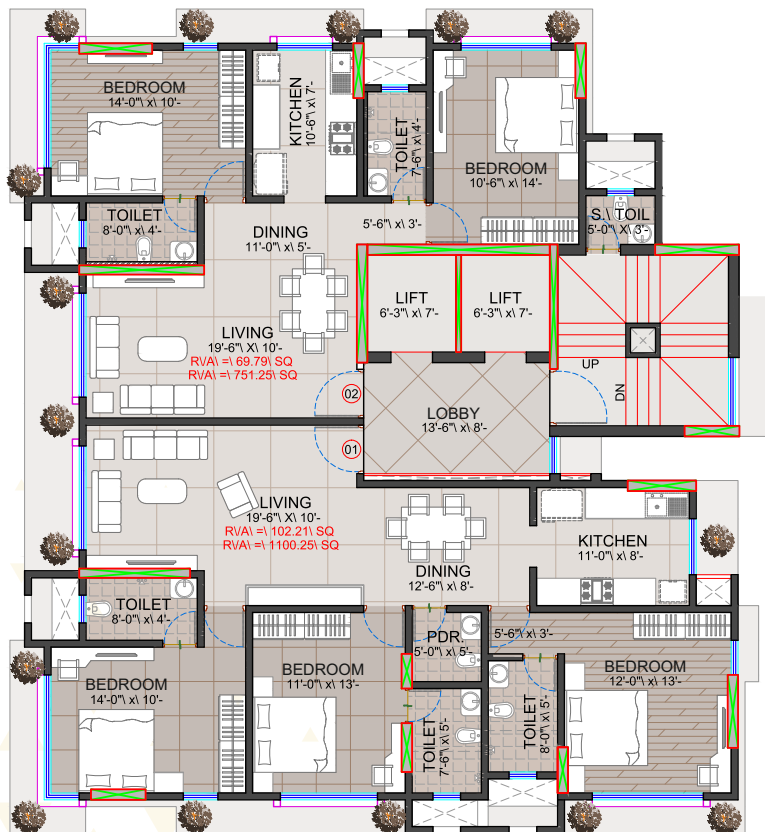 BEDROOM
14'-0"\ x\ 10'-
KITCHEN
10'-6"\ x\ 7'-
TOILET
7'-6"\ x\ 4'-
BEDROOM
10'-6"\ x\ 14'-
TOILET
8'-0"\ x\ 4'-
DINING
11'-0"\ X\ 5'-
5'-6"\ x\ 3'-
S.\ TOIL
5'-0"\ X\ 3'-
LIFT
6'-3"\ x\ 7'-
LIFT
6'-3"\ x\ 7'-
LIVING
19'-6"\ X\ 10'-
R\/A\ =\ 69.79\ SQ
R\/A\ =\ 751.25\ SQ
UP
DN
02
LOBBY
13'-6"\ x\ 8'-
01
LIVING
19'-6"\ X\ 10'-
R\/A\ =\ 102.21\ SQ
R\/A\ =\ 1100.25\ SQ
KITCHEN
11'-0"\ x\ 8'-
DINING
12'-6"\ x\ 8'-
TOILET
8'-0"\ x\ 4'-
PDR.
5'-0"\ x\ 5'-
5'-6"\ x\ 3'-
BEDROOM
14'-0"\ x\ 10'-
BEDROOM
11'-0"\ x\ 13'-
BEDROOM
12'-0"\ x\ 13'-
TOILET
7'-6"\ x\ 5'-
TOILET
8'-0"\ x\ 5'-